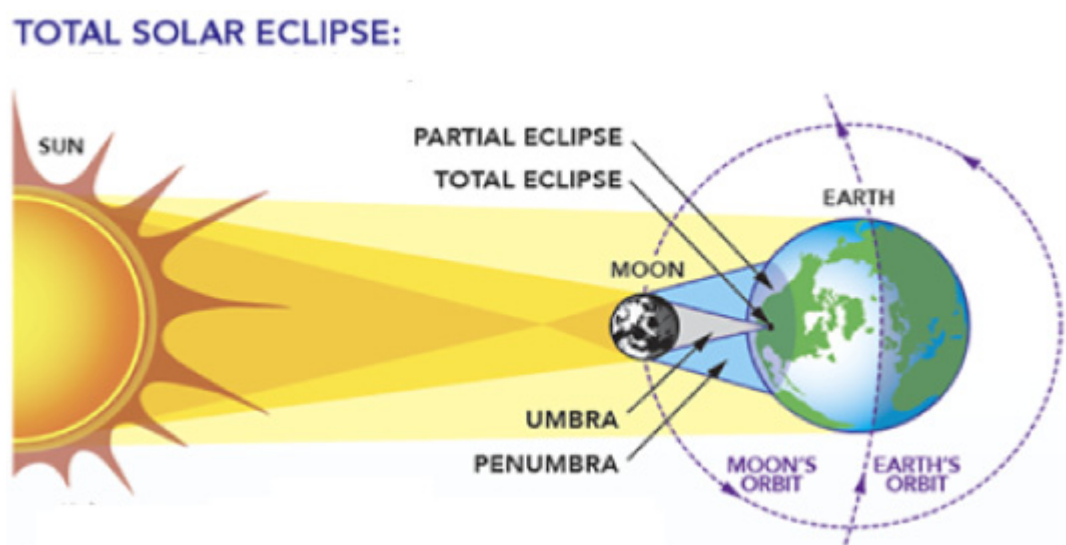 TOTAL SOLAR ECLIPSE:
SUN
PARTIAL ECLIPSE
TOTAL ECLIPSE
EARTH
MOON
UMBRA
PENUMBRA
MOON'S
ORBIT
EARTH'S
ORBIT